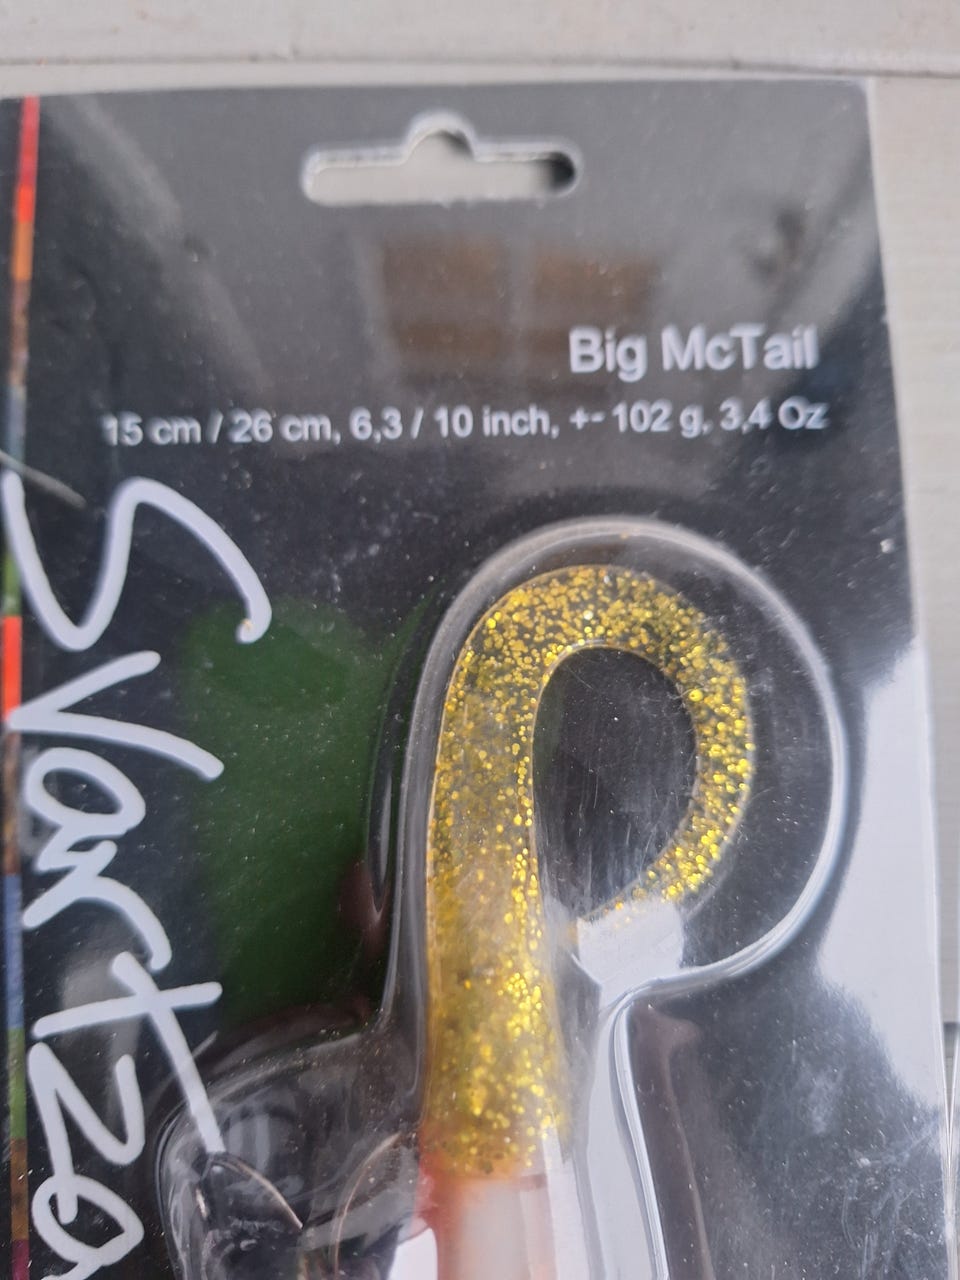 Big McTail
15 cm / 26 cm, 6,3 / 10 inch, +- 102 g, 3,4 Oz
Svartzo